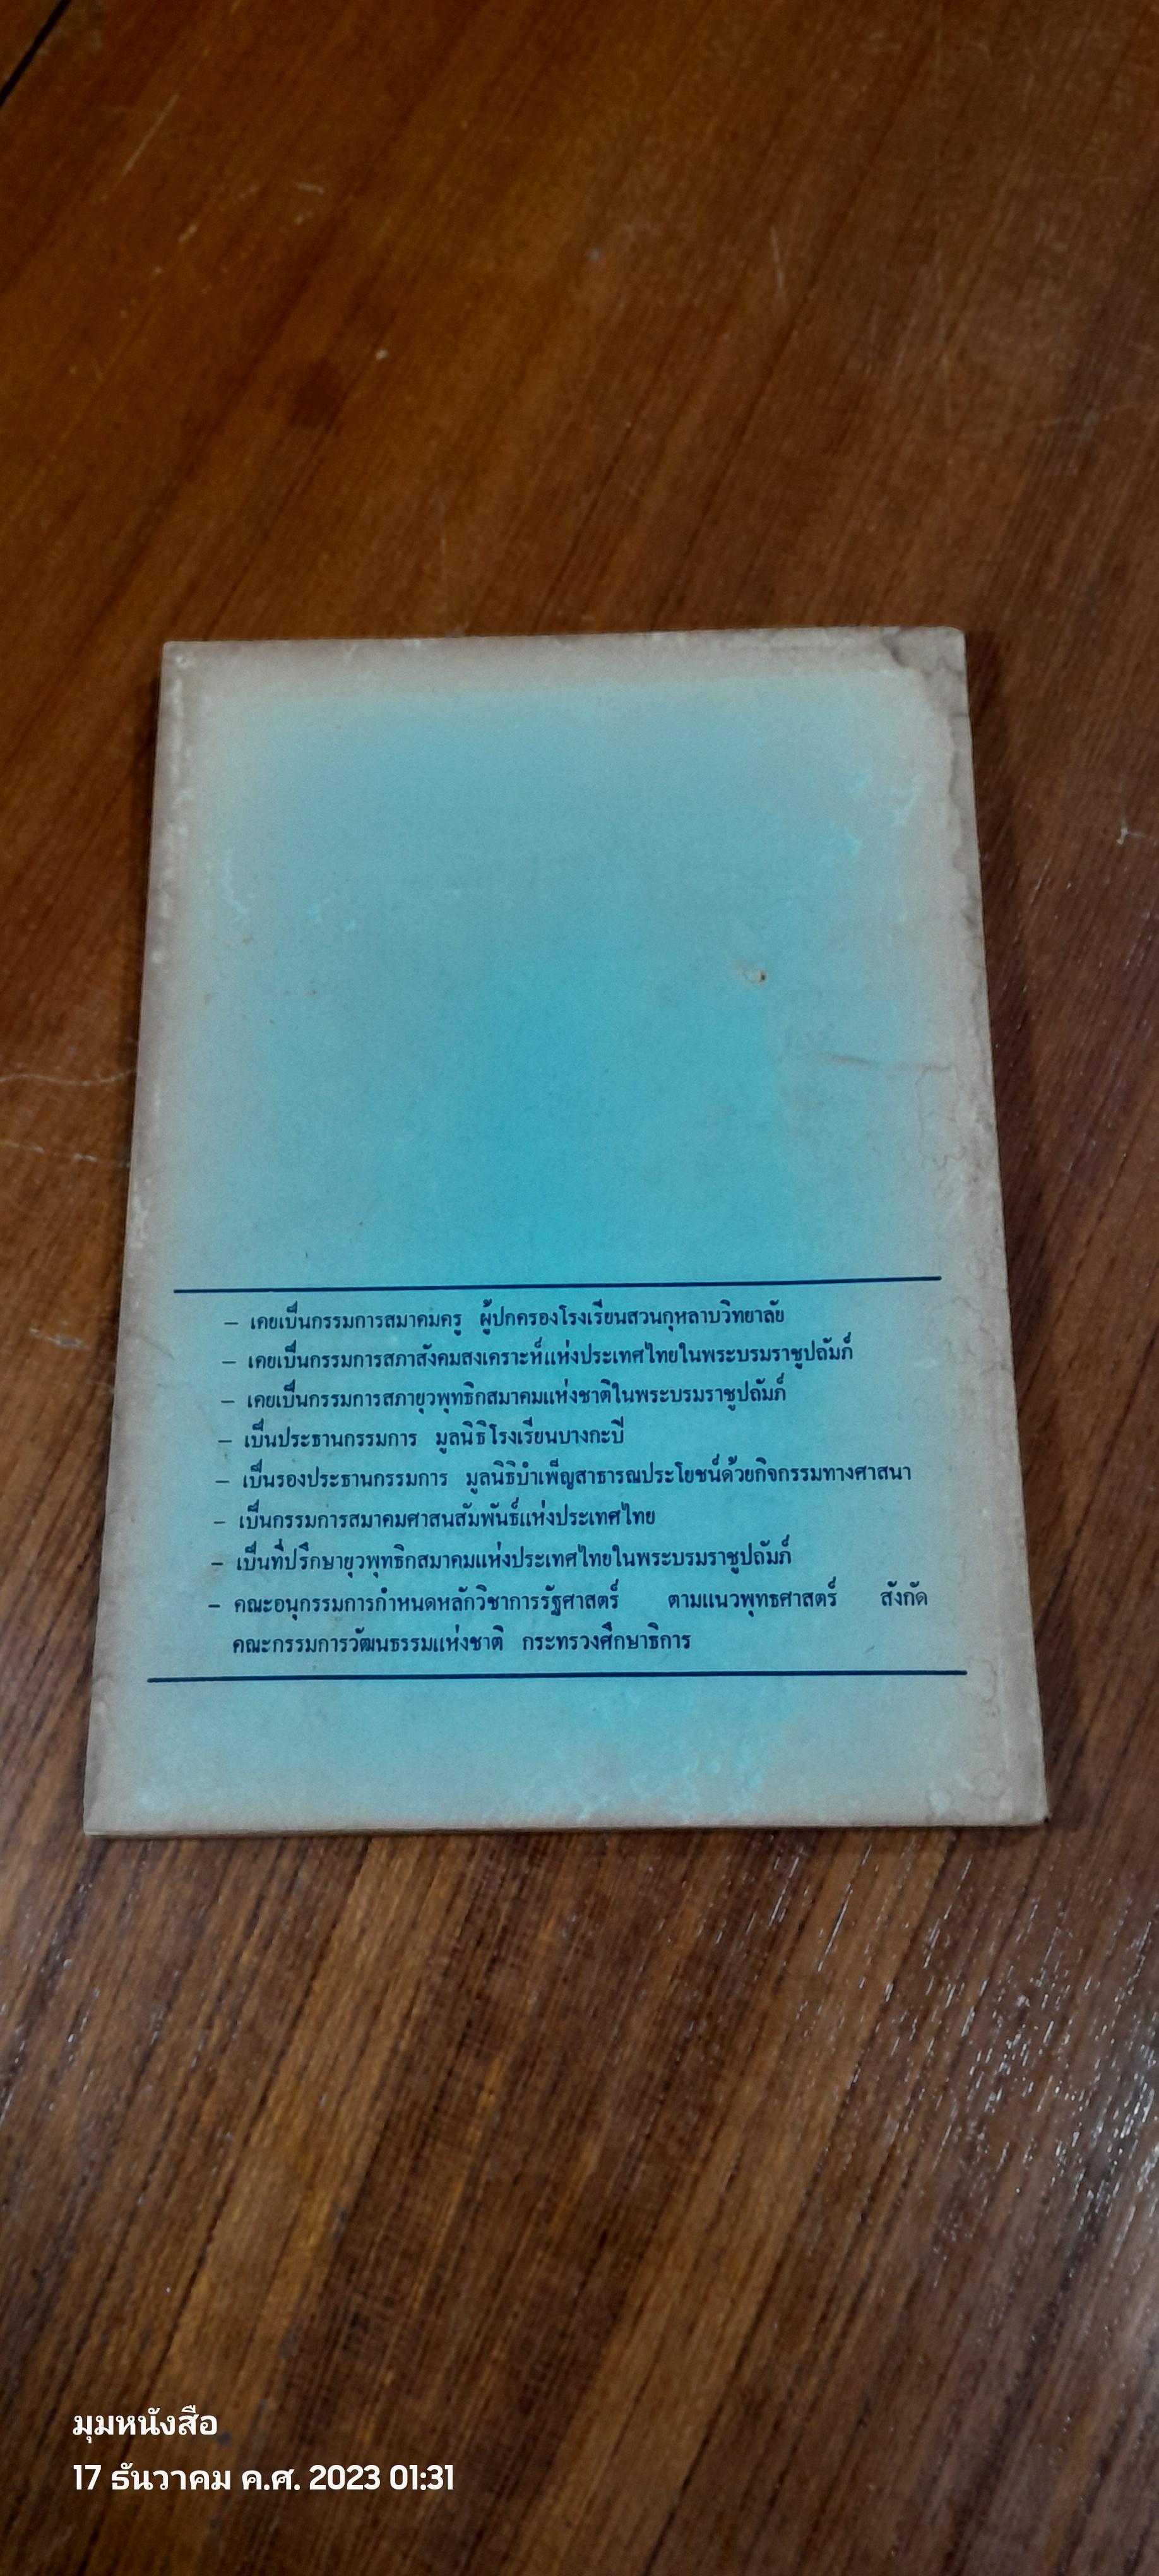 – เคยเป็นกรรมการสมาคมครู ผู้ปกครองโรงเรียนสวนกุหลาบวิทยาลัย
– เคยเป็นกรรมการสภาสังคมสงเคราะห์แห่งประเทศไทยในพระบรมราชูปถัมภ์
– เคยเป็นกรรมการสภายุวพุทธิกสมาคมแห่งชาติในพระบรมราชูปถัมภ์
– เป็นประธานกรรมการ มูลนิธิโรงเรียนบางกะปิ
– เป็นรองประธานกรรมการ มูลนิธิบำเพ็ญสาธารณประโยชน์ด้วยกิจกรรมทางศาสนา
– เป็นกรรมการสมาคมศาสนสัมพันธ์แห่งประเทศไทย
– เป็นที่ปรึกษายุวพุทธิกสมาคมแห่งประเทศไทยในพระบรมราชูปถัมภ์
– คณะอนุกรรมการกำหนดหลักวิชาการรัฐศาสตร์ ตามแนวพุทธศาสตร์ สังกัด
คณะกรรมการวัฒนธรรมแห่งชาติ กระทรวงศึกษาธิการ
มุมหนังสือ
17 ธันวาคม ค.ศ. 2023 01:31